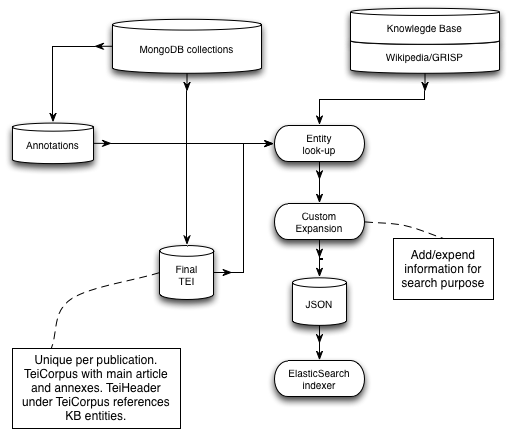 MongoDB collections
Knowlegde Base
Wikipedia/GRISP
Annotations
Entity
look-up
Custom
Expansion
Add/expend
information for
search purpose
Final
TEI
JSON
Unique per publication.
TeiCorpus with main article
and annexes. TeiHeader
under TeiCorpus references
KB entities.
ElasticSearch
indexer